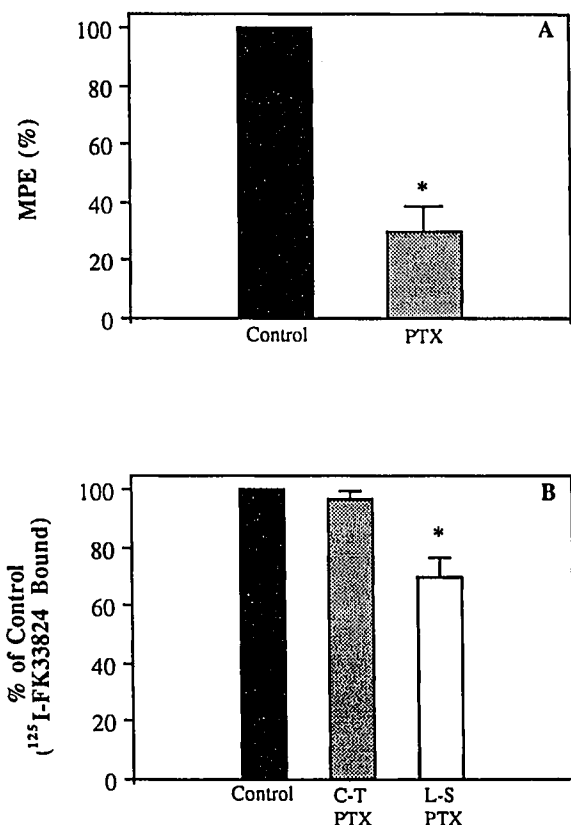 A
MPE (%)
100
80
60
40
20
0
*
Control
PTX
B
% of Control
(¹²⁵I-FK33824 Bound)
100
80
60
40
20
0
*
Control
C-T
PTX
L-S
PTX